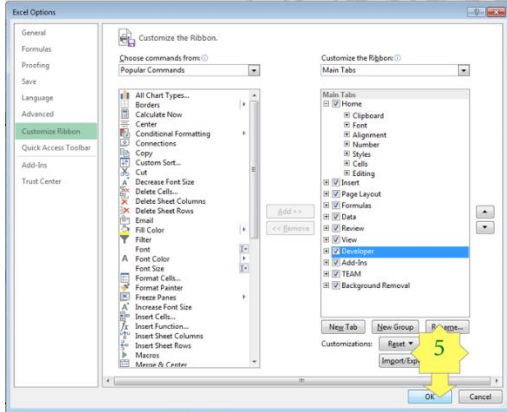 Excel Options
General
Formulas
Proofing
Save
Language
Advanced
Customize Ribbon
Quick Access Toolbar
Add-Ins
Trust Center
Customize the Ribbon.
Choose commands from:
Popular Commands
All Chart Types...
Borders
Calculate Now
Center
Conditional Formatting
Connections
Copy
Custom Sort...
Cut
Decrease Font Size
Delete Cells...
Delete Sheet Columns
Delete Sheet Rows
Email
Fill Color
Filter
Font
Font Color
Font Size
Format Cells...
Format Painter
Freeze Panes
Increase Font Size
Insert Cells...
Insert Function...
Insert Sheet Columns
Insert Sheet Rows
Macros
Merge & Center
Add >>
<< Remove
Customize the Ribbon:
Main Tabs
Main Tabs
Home
Clipboard
Font
Alignment
Number
Styles
Cells
Editing
Insert
Page Layout
Formulas
Data
Review
View
Developer
Add-Ins
TEAM
Background Removal
New Tab
New Group
Customizations:
Reset
5
OK
Cancel